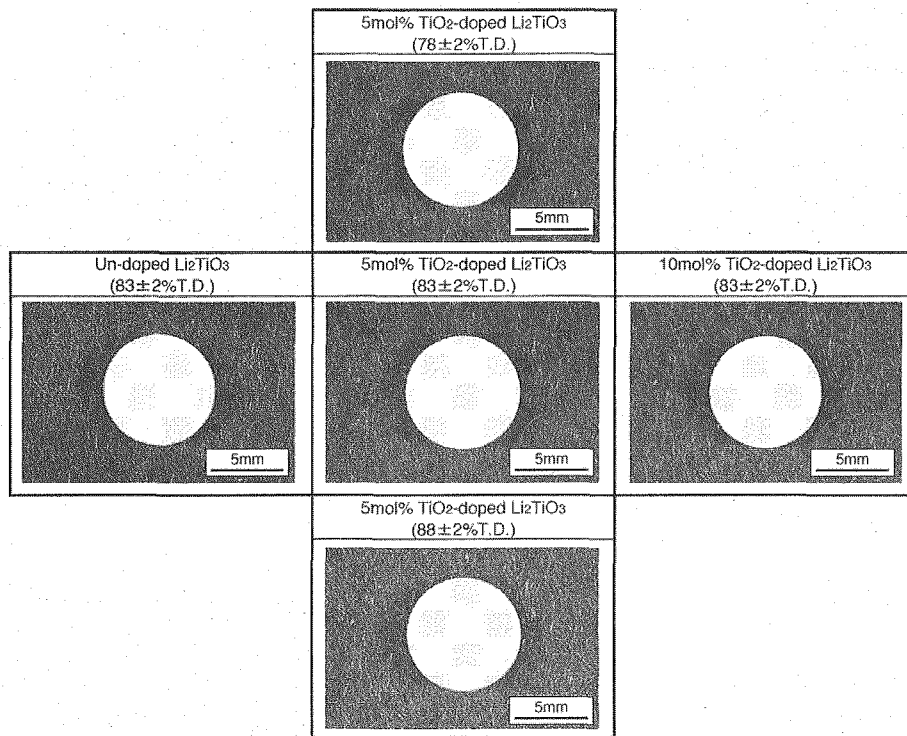 5mol% TiO₂-doped Li₂TiO₃
(78±2%T.D.)
5mm
Un-doped Li₂TiO₃
(83±2%T.D.)
5mm
5mol% TiO₂-doped Li₂TiO₃
(83±2%T.D.)
5mm
10mol% TiO₂-doped Li₂TiO₃
(83±2%T.D.)
5mm
5mol% TiO₂-doped Li₂TiO₃
(88±2%T.D.)
5mm